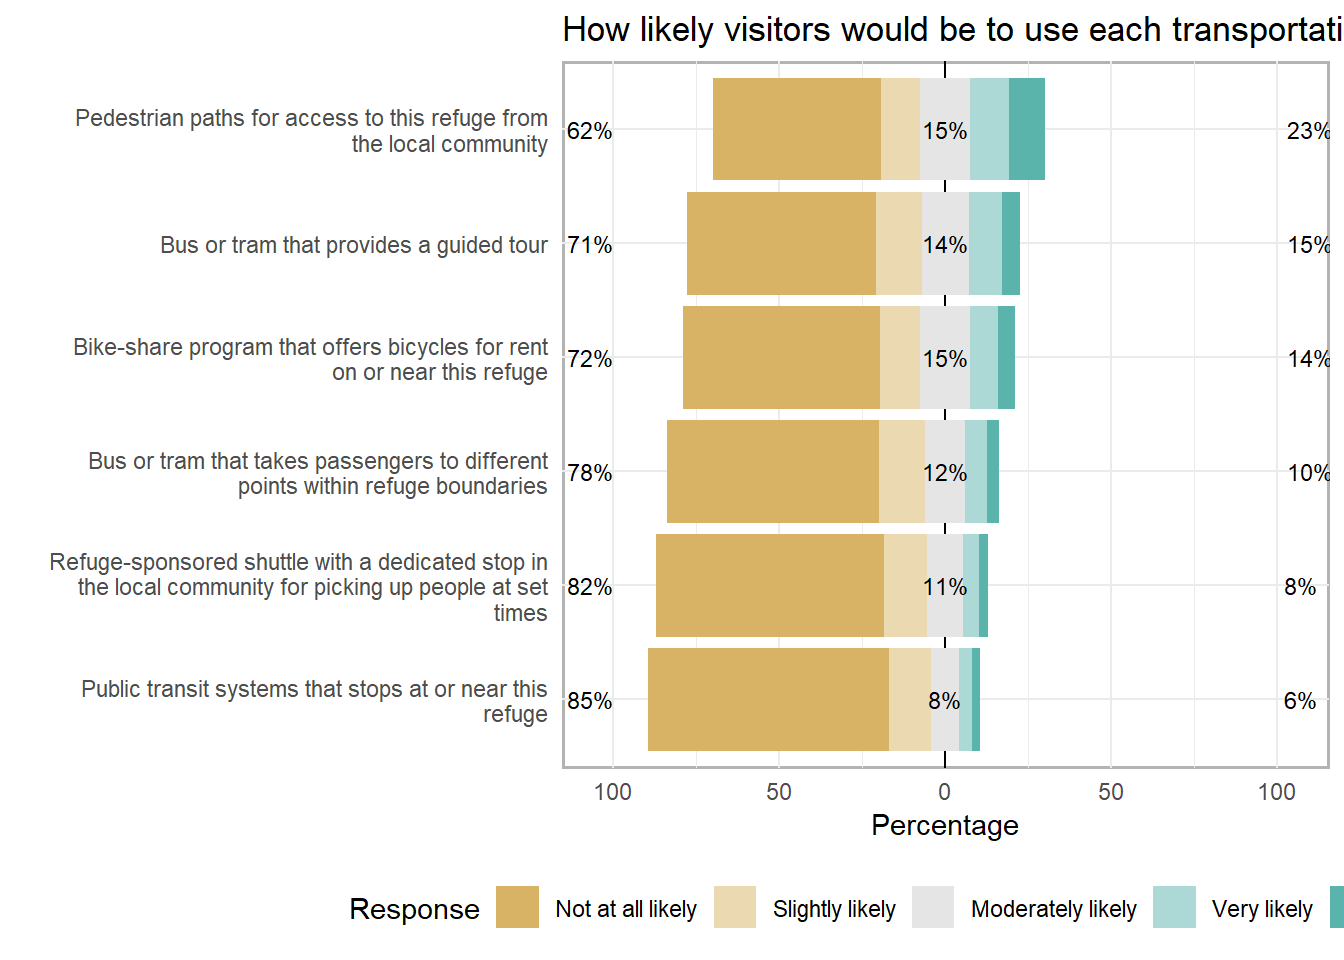 How likely visitors would be to use each
Pedestrian paths for access to this refuge from
the local community
62% 15% 23%
Bus or tram that provides a guided tour
71% 14% 15%
Bike-share program that offers bicycles for rent
on or near this refuge
72% 15% 14%
Bus or tram that takes passengers to different
points within refuge boundaries
78% 12% 10%
Refuge-sponsored shuttle with a dedicated stop in
the local community for picking up people at set
times
82% 11% 8%
Public transit systems that stops at or near this
refuge
85% 8% 6%
100 50 0 50 100
Percentage
Response Not at all likely Slightly likely Moderately likely Very likely